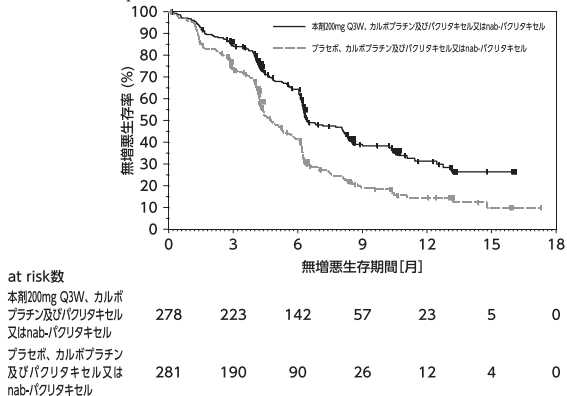 100
90
80
70
60
50
40
30
20
10
0
無増悪生存率 (%)
本剤200mg Q3W、カルボプラチン及びパクリタキセル又はnab-パクリタキセル
プラセボ、カルボプラチン及びパクリタキセル又はnab-パクリタキセル
0 3 6 9 12 15 18
無増悪生存期間[月]
at risk数
本剤200mg Q3W、カルボ
プラチン及びパクリタキセル
又はnab-パクリタキセル
278 223 142 57 23 5 0
プラセボ、カルボプラチン
及びパクリタキセル又は
nab-パクリタキセル
281 190 90 26 12 4 0